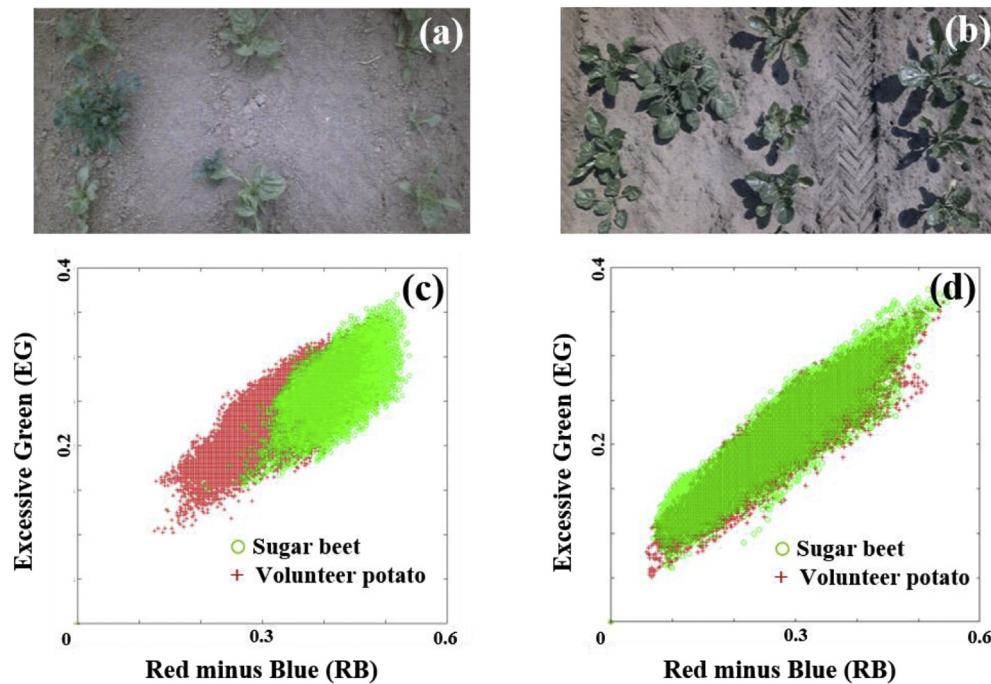 (a)
(b)
(c)
0.4
0.2
Excessive Green (EG)
Sugar beet
Volunteer potato
0
0.3
0.6
Red minus Blue (RB)
(d)
0.4
0.2
Excessive Green (EG)
Sugar beet
Volunteer potato
0
0.3
0.6
Red minus Blue (RB)